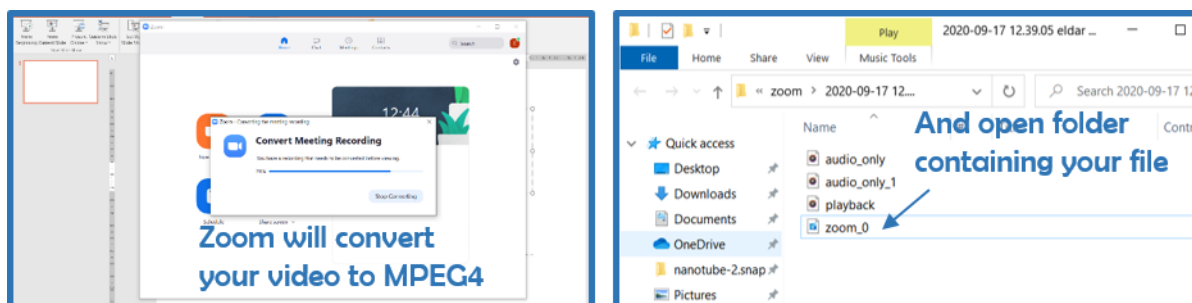 Zoom
Home
Chat
Meetings
Contacts
Search
12:44
Zoom - Converting the meeting recording
Convert Meeting Recording
You have a recording that needs to be converted before viewing.
70%
Stop Converting
Schedule
Share screen
Zoom will convert
your video to MPEG4
Play
2020-09-17 12.39.05 eldar ...
File
Home
Share
View
Music Tools
« zoom > 2020-09-17 12....
Search 2020-09-17 12
Name
Contr
And open folder
containing your file
Quick access
Desktop
Downloads
Documents
OneDrive
nanotube-2.snap
Pictures
audio_only
audio_only_1
playback
zoom_0